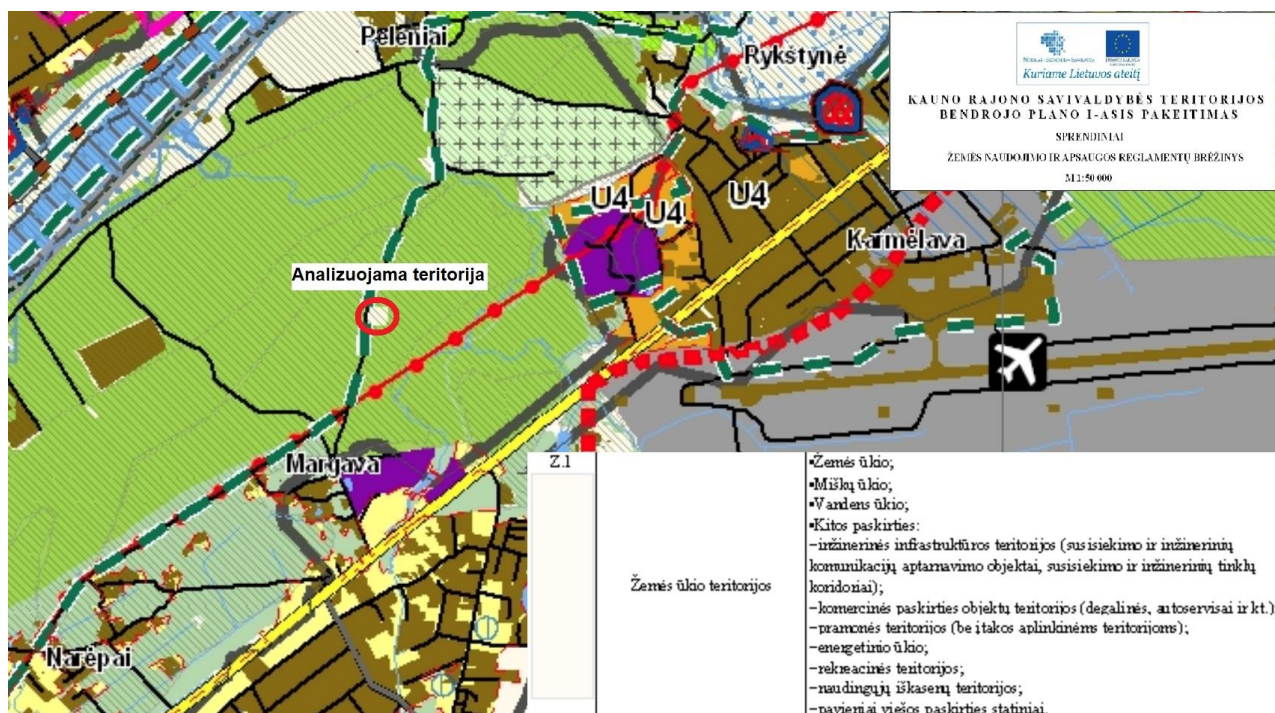 Pelėniai
Rykštynė
Kuriame Lietuvos ateitį
KAUNO RAJONO SAVIVALDYBĖS TERITORIJOS
BENDROJO PLANO I-ASIS PAKEITIMAS
SPRENDINIAI
ŽEMĖS NAUDOJIMO IR APSAUGOS REGLAMENTŲ BRĖŽINYS
M 1:50 000
U4
U4
U4
Karmėlava
Analizuojama teritorija
Margava
Narėpai
Z.1
Žemės ūkio teritorijos
▪Žemės ūkio;
▪Miškų ūkio;
▪Vandens ūkio;
▪Kitos paskirties:
–inžinerinės infrastruktūros teritorijos (susisiekimo ir inžinerinių
komunikacijų aptarnavimo objektai, susisiekimo ir inžinerinių tinklų
koridoriai);
–komercinės paskirties objektų teritorijos (degalinės, autoservisai ir kt.)
–pramonės teritorijos (be įtakos aplinkinėms teritorijoms);
–energetinio ūkio;
–rekreacinės teritorijos;
–naudingųjų iškasenų teritorijos;
–pavieniai viešos paskirties statiniai.